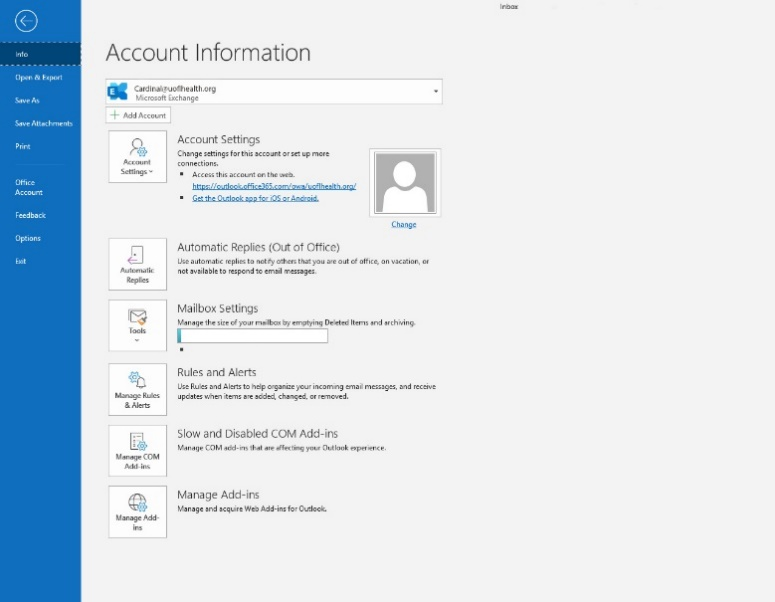 Inbox
Info
Open & Export
Save As
Save Attachments
Print
Office
Account
Feedback
Options
Exit
Account Information
Cardinal@uoflhealth.org
Microsoft Exchange
Add Account
Account
Settings
Account Settings
Change settings for this account or set up more
connections.
Access this account on the web.
https://outlook.office365.com/owa/uoflhealth.org/
Get the Outlook app for iOS or Android.
Change
Automatic
Replies
Automatic Replies (Out of Office)
Use automatic replies to notify others that you are out of office, on vacation, or
not available to respond to email messages.
Tools
Mailbox Settings
Manage the size of your mailbox by emptying Deleted Items and archiving.
Manage Rules
& Alerts
Rules and Alerts
Use Rules and Alerts to help organize your incoming email messages, and receive
updates when items are added, changed, or removed.
Manage COM
Add-ins
Slow and Disabled COM Add-ins
Manage COM add-ins that are affecting your Outlook experience.
Manage Add-
ins
Manage Add-ins
Manage and acquire Web Add-ins for Outlook.